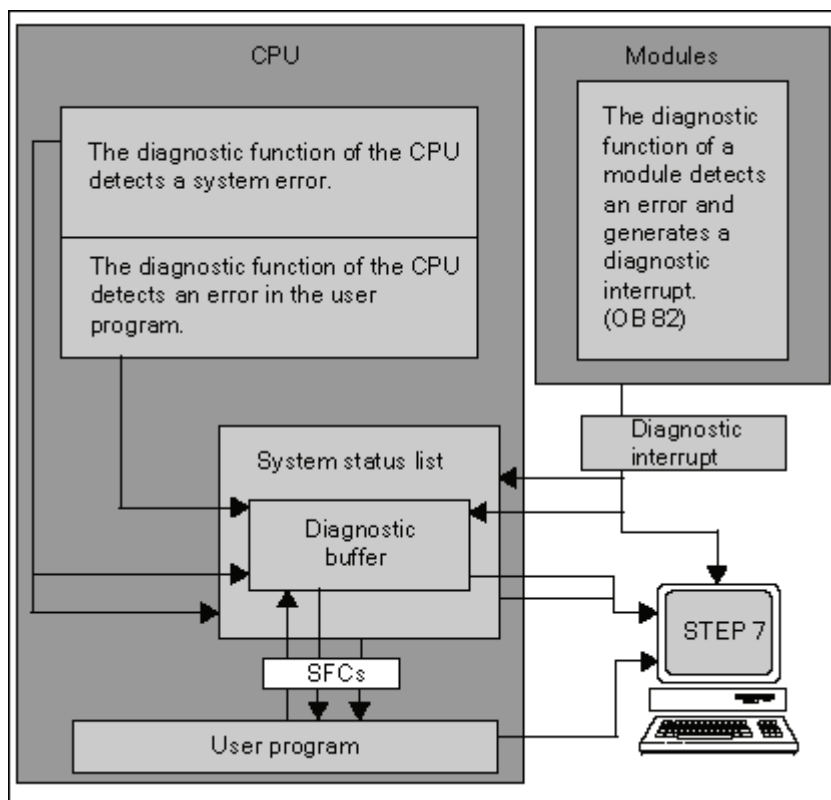 CPU
The diagnostic function of the CPU
detects a system error.
The diagnostic function of the CPU
detects an error in the user
program.
Modules
The diagnostic
function of a
module detects
an error and
generates a
diagnostic
interrupt.
(OB 82)
Diagnostic
interrupt
System status list
Diagnostic
buffer
SFCs
User program
STEP 7